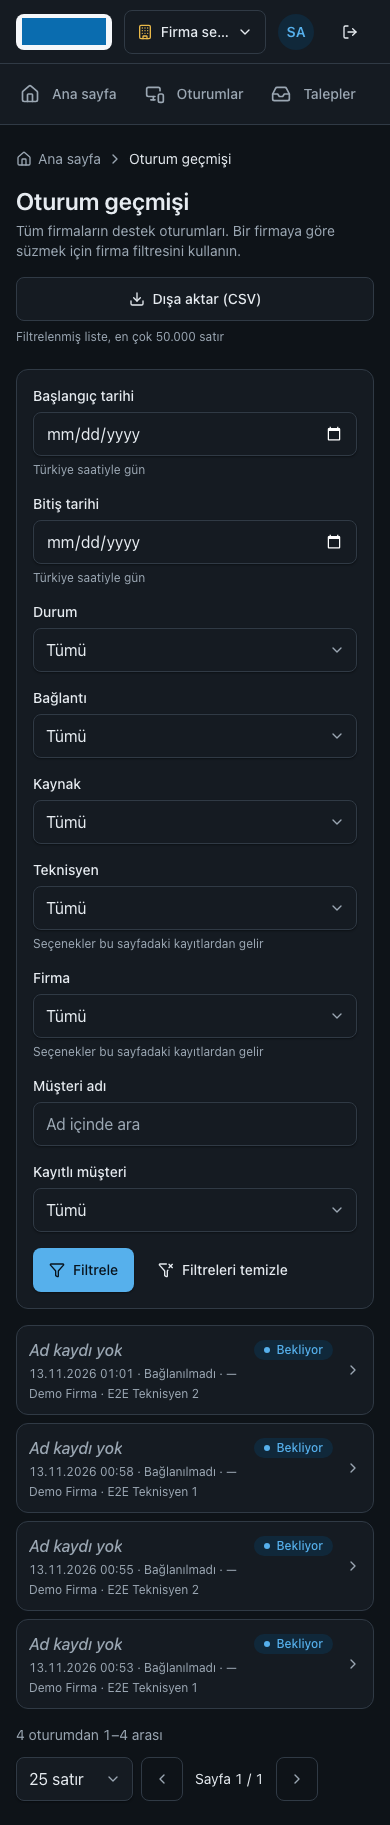 Firma se...
SA
Ana sayfa
Oturumlar
Talepler
Ana sayfa
Oturum geçmişi
Oturum geçmişi
Tüm firmaların destek oturumları. Bir firmaya göre
süzmek için firma filtresini kullanın.
Dışa aktar (CSV)
Filtrelenmiş liste, en çok 50.000 satır
Başlangıç tarihi
mm/dd/yyyy
Türkiye saatiyle gün
Bitiş tarihi
mm/dd/yyyy
Türkiye saatiyle gün
Durum
Tümü
Bağlantı
Tümü
Kaynak
Tümü
Teknisyen
Tümü
Seçenekler bu sayfadaki kayıtlardan gelir
Firma
Tümü
Seçenekler bu sayfadaki kayıtlardan gelir
Müşteri adı
Ad içinde ara
Kayıtlı müşteri
Tümü
Filtrele
Filtreleri temizle
Ad kaydı yok
Bekliyor
13.11.2026 01:01 · Bağlanılmadı · —
Demo Firma · E2E Teknisyen 2
Ad kaydı yok
Bekliyor
13.11.2026 00:58 · Bağlanılmadı · —
Demo Firma · E2E Teknisyen 1
Ad kaydı yok
Bekliyor
13.11.2026 00:55 · Bağlanılmadı · —
Demo Firma · E2E Teknisyen 2
Ad kaydı yok
Bekliyor
13.11.2026 00:53 · Bağlanılmadı · —
Demo Firma · E2E Teknisyen 1
4 oturumdan 1–4 arası
25 satır
Sayfa 1 / 1